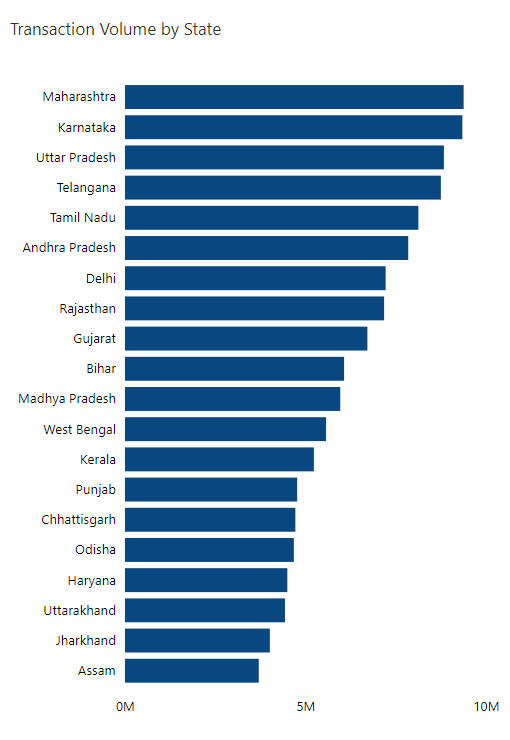 Transaction Volume by State
Maharashtra
Karnataka
Uttar Pradesh
Telangana
Tamil Nadu
Andhra Pradesh
Delhi
Rajasthan
Gujarat
Bihar
Madhya Pradesh
West Bengal
Kerala
Punjab
Chhattisgarh
Odisha
Haryana
Uttarakhand
Jharkhand
Assam
0M 5M 10M